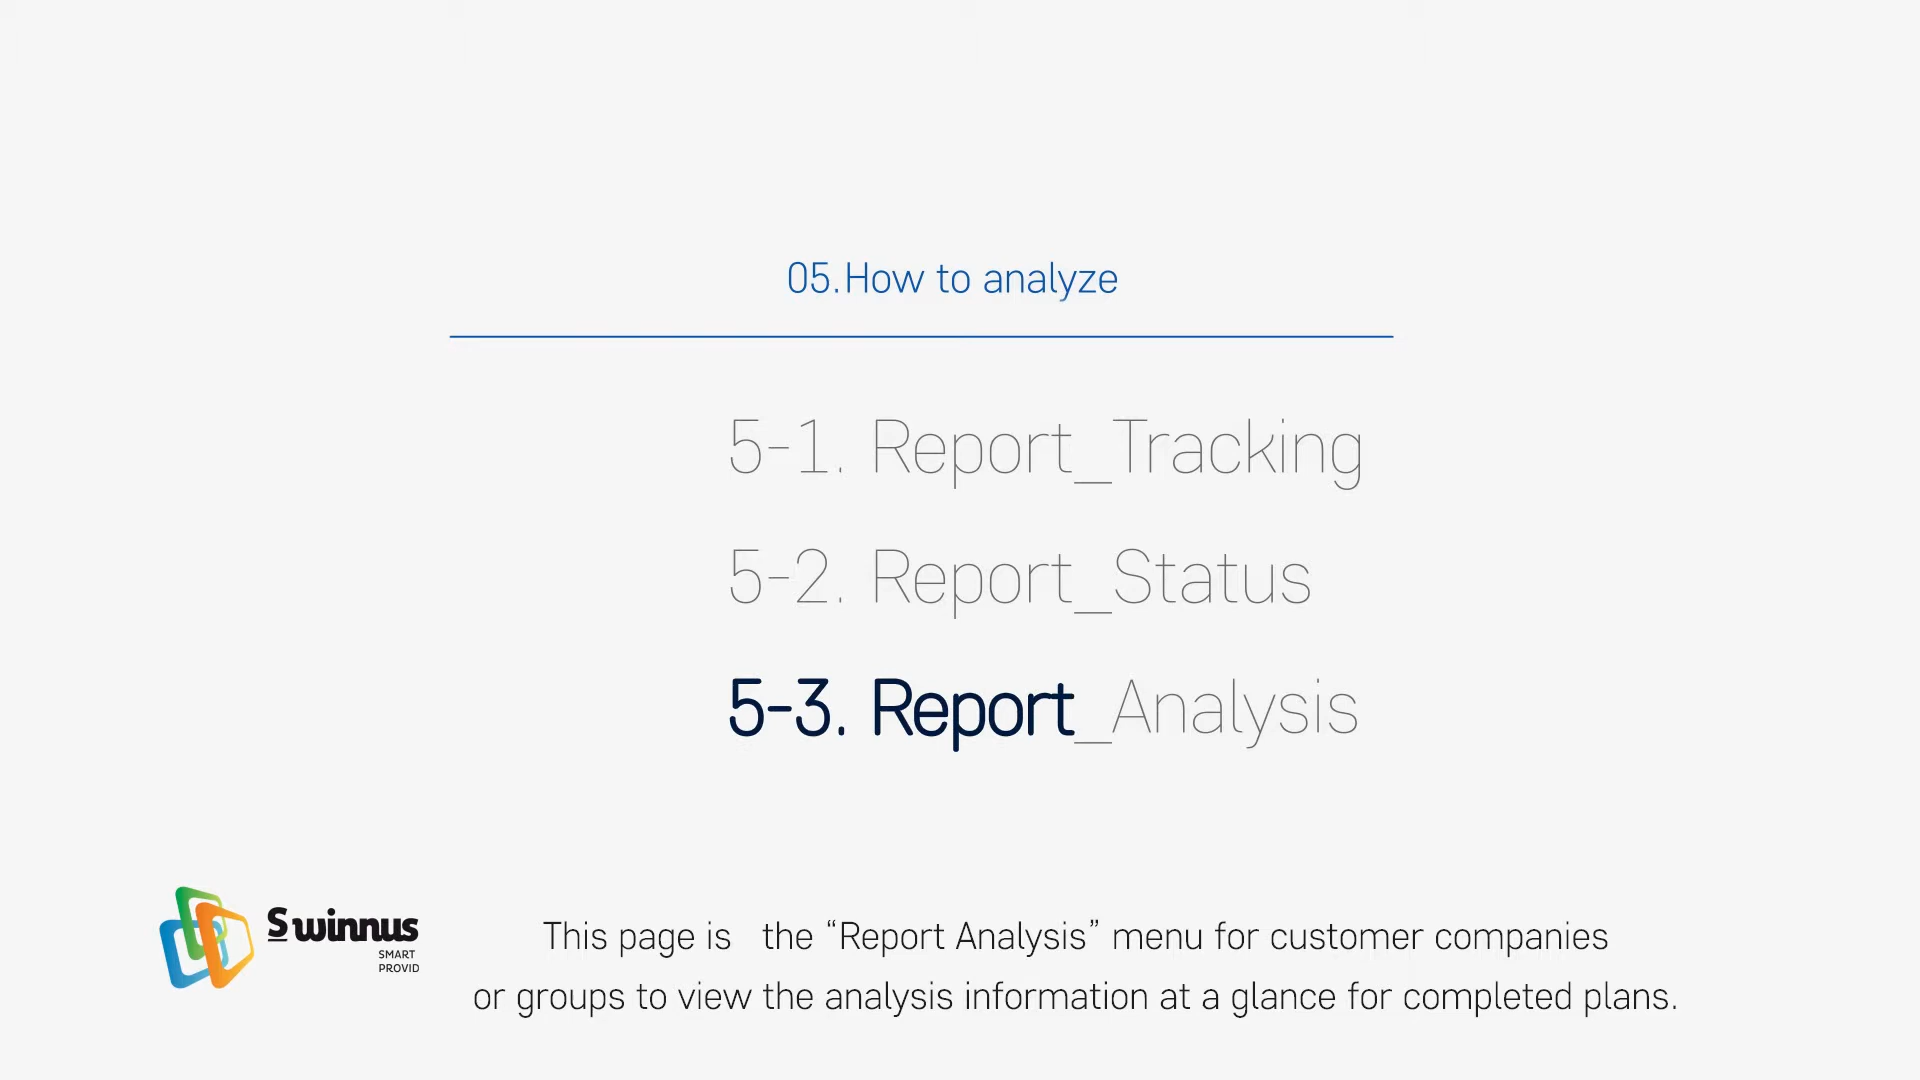 05.How to analyze
5-1. Report_Tracking
5-2. Report_Status
5-3. Report_Analysis
S winnus
SMART
PROVID
This page is the “Report Analysis” menu for customer companies
or groups to view the analysis information at a glance for completed plans.